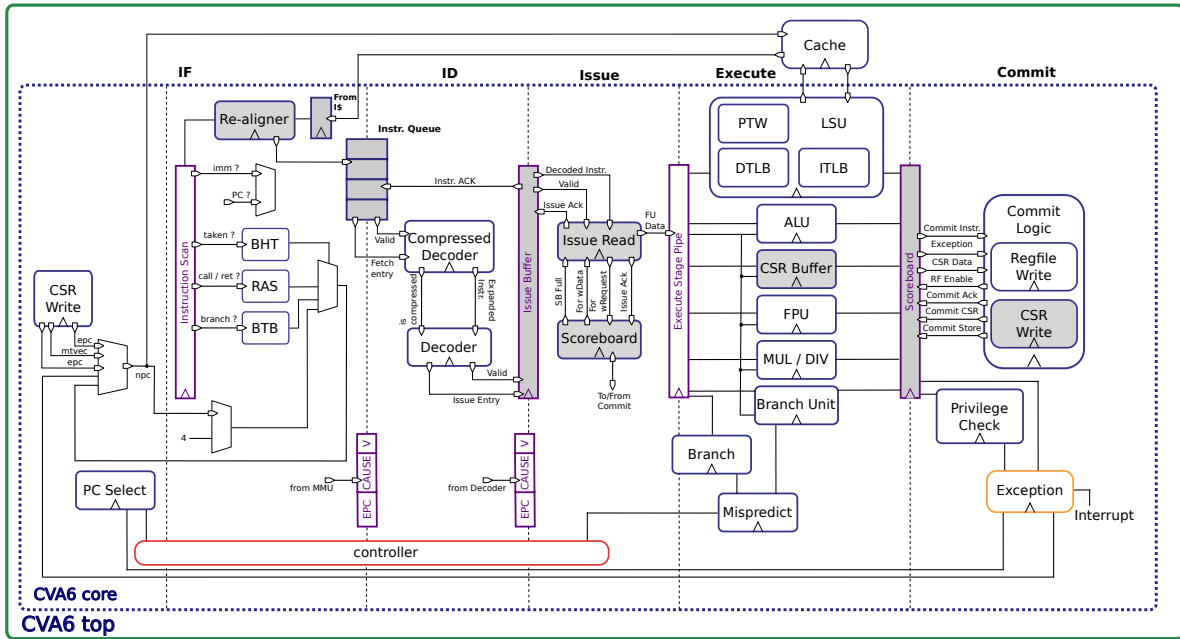 Cache
IF
ID
Issue
Execute
Commit
From
I$
Re-aligner
Instr. Queue
PTW
LSU
DTLB
ITLB
imm ?
PC ?
Instr. ACK
Decoded Instr.
Valid
Issue Ack
FU
Data
ALU
Commit
Logic
Commit Instr.
Exception
CSR Data
RF Enable
Commit Ack
Commit CSR
Commit Store
Regfile
Write
CSR
Write
taken ?
BHT
call / ret ?
RAS
branch ?
BTB
Instruction Scan
Valid
Fetch
entry
Compressed
Decoder
is
compressed
Expanded
Instr.
Decoder
Valid
Issue Entry
Issue Buffer
Issue Read
SB Full
For wData
For
wRequest
Issue Ack
Scoreboard
To/From
Commit
Execute Stage Pipe
CSR Buffer
FPU
MUL / DIV
Branch Unit
Scoreboard
CSR
Write
epc
mtvec
epc
npc
4
Privilege
Check
Branch
V
CAUSE
EPC
from MMU
V
CAUSE
EPC
from Decoder
PC Select
Mispredict
Exception
Interrupt
controller
CVA6 core
CVA6 top